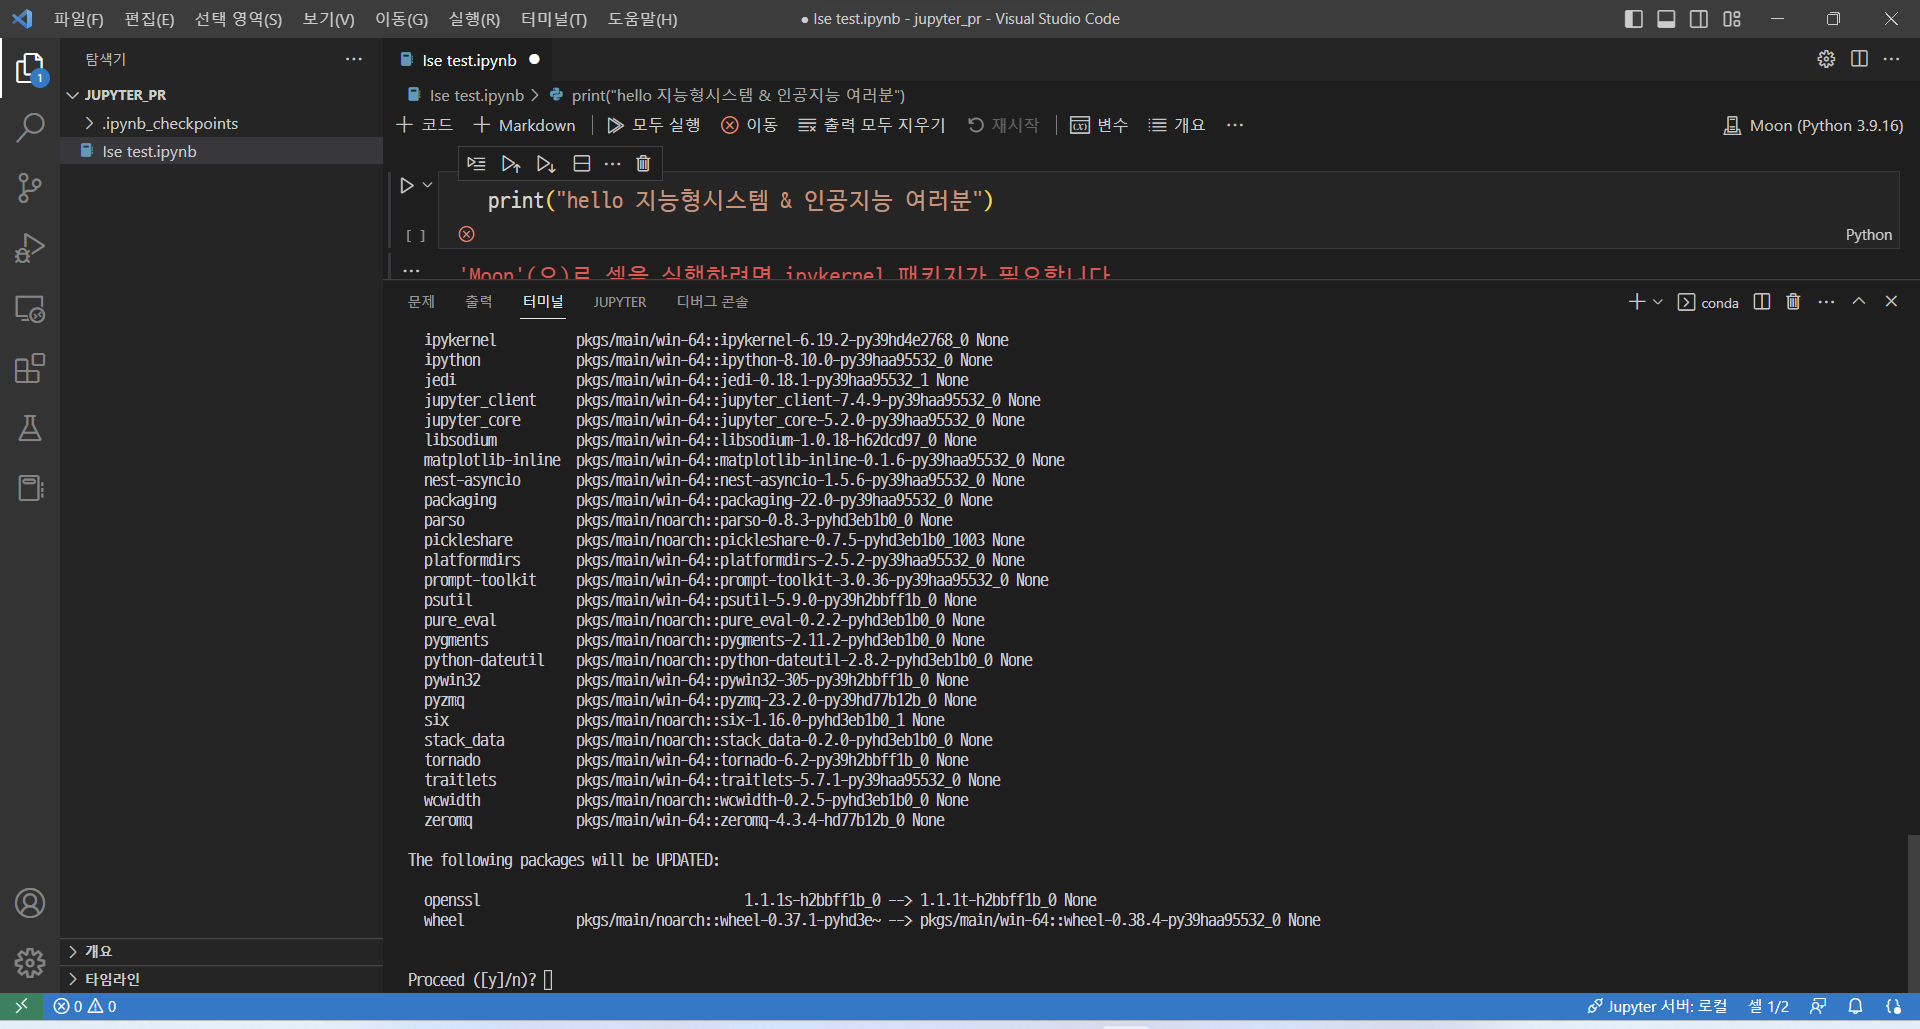 파일(F) 편집(E) 선택 영역(S) 보기(V) 이동(G) 실행(R) 터미널(T) 도움말(H)
● lse test.ipynb - jupyter_pr - Visual Studio Code
탐색기
lse test.ipynb
1
JUPYTER_PR
lse test.ipynb > print("hello 지능형시스템 & 인공지능 여러분")
.ipynb_checkpoints
코드 Markdown 모두 실행 이동 출력 모두 지우기 재시작 변수 개요
Moon (Python 3.9.16)
lse test.ipynb
print("hello 지능형시스템 & 인공지능 여러분")
[ ]
Python
'Moon'(으)로 셀을 실행하려면 ipykernel 패키지가 필요합니다
문제 출력 터미널 JUPYTER 디버그 콘솔
conda
ipykernel pkgs/main/win-64::ipykernel-6.19.2-py39hd4e2768_0 None
ipython pkgs/main/win-64::ipython-8.10.0-py39haa95532_0 None
jedi pkgs/main/win-64::jedi-0.18.1-py39haa95532_1 None
jupyter_client pkgs/main/win-64::jupyter_client-7.4.9-py39haa95532_0 None
jupyter_core pkgs/main/win-64::jupyter_core-5.2.0-py39haa95532_0 None
libsodium pkgs/main/win-64::libsodium-1.0.18-h62dcd97_0 None
matplotlib-inline pkgs/main/win-64::matplotlib-inline-0.1.6-py39haa95532_0 None
nest-asyncio pkgs/main/win-64::nest-asyncio-1.5.6-py39haa95532_0 None
packaging pkgs/main/win-64::packaging-22.0-py39haa95532_0 None
parso pkgs/main/noarch::parso-0.8.3-pyhd3eb1b0_0 None
pickleshare pkgs/main/noarch::pickleshare-0.7.5-pyhd3eb1b0_1003 None
platformdirs pkgs/main/win-64::platformdirs-2.5.2-py39haa95532_0 None
prompt-toolkit pkgs/main/win-64::prompt-toolkit-3.0.36-py39haa95532_0 None
psutil pkgs/main/win-64::psutil-5.9.0-py39h2bbff1b_0 None
pure_eval pkgs/main/noarch::pure_eval-0.2.2-pyhd3eb1b0_0 None
pygments pkgs/main/noarch::pygments-2.11.2-pyhd3eb1b0_0 None
python-dateutil pkgs/main/noarch::python-dateutil-2.8.2-pyhd3eb1b0_0 None
pywin32 pkgs/main/win-64::pywin32-305-py39h2bbff1b_0 None
pyzmq pkgs/main/win-64::pyzmq-23.2.0-py39hd77b12b_0 None
six pkgs/main/noarch::six-1.16.0-pyhd3eb1b0_1 None
stack_data pkgs/main/noarch::stack_data-0.2.0-pyhd3eb1b0_0 None
tornado pkgs/main/win-64::tornado-6.2-py39h2bbff1b_0 None
traitlets pkgs/main/win-64::traitlets-5.7.1-py39haa95532_0 None
wcwidth pkgs/main/noarch::wcwidth-0.2.5-pyhd3eb1b0_0 None
zeromq pkgs/main/win-64::zeromq-4.3.4-hd77b12b_0 None
The following packages will be UPDATED:
openssl 1.1.1s-h2bbff1b_0 --> 1.1.1t-h2bbff1b_0 None
wheel pkgs/main/noarch::wheel-0.37.1-pyhd3e~ --> pkgs/main/win-64::wheel-0.38.4-py39haa95532_0 None
Proceed ([y]/n)?
개요
타임라인
0 0
Jupyter 서버: 로컬 셀 1/2